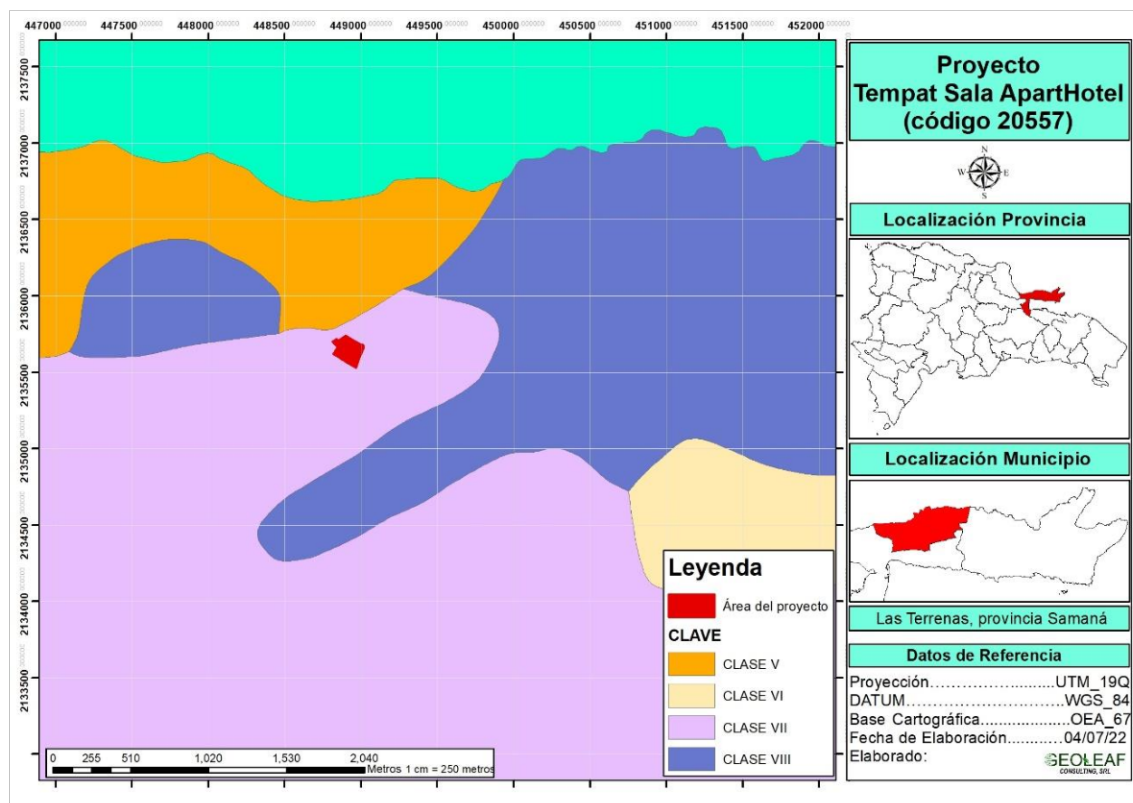 447000 447500 448000 448500 449000 449500 450000 450500 451000 451500 452000
2137500
2137000
2136500
2136000
2135500
2135000
2134500
2134000
2133500
Proyecto
Tempat Sala ApartHotel
(código 20557)
N
W E
S
Localización Provincia
Localización Municipio
Las Terrenas, provincia Samaná
Datos de Referencia
Proyección.....................UTM_19Q
DATUM..........................WGS_84
Base Cartográfica..................OEA_67
Fecha de Elaboración...........04/07/22
Elaborado:
GEOLEAF
CONSULTING, SRL
Leyenda
Área del proyecto
CLAVE
CLASE V
CLASE VI
CLASE VII
CLASE VIII
0 255 510 1,020 1,530 2,040
Metros 1 cm = 250 metros